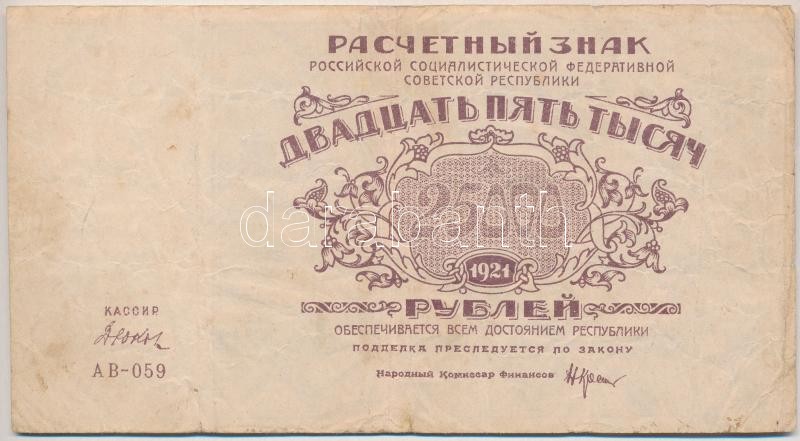 РАСЧЕТНЫЙ ЗНАК
РОССИЙСКОЙ СОЦИАЛИСТИЧЕСКОЙ ФЕДЕРАТИВНОЙ
СОВЕТСКОЙ РЕСПУБЛИКИ
ДВАДЦАТЬ ПЯТЬ ТЫСЯЧ
25000
darabanth
1921
РУБЛЕЙ
ОБЕСПЕЧИВАЕТСЯ ВСЕМ ДОСТОЯНИЕМ РЕСПУБЛИКИ
ПОДДЕЛКА ПРЕСЛЕДУЕТСЯ ПО ЗАКОНУ
Народный Комиссар Финансов
КАССИР
АВ-059